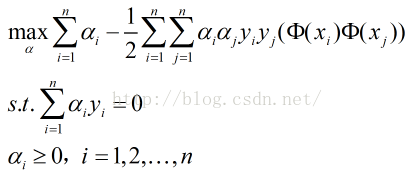 max_α ∑_{i=1}^{n} α_i − 1/2 ∑_{i=1}^{n} ∑_{j=1}^{n} α_i α_j y_i y_j (Φ(x_i)Φ(x_j))
s.t. ∑_{i=1}^{n} α_i y_i = 0
http://blog.csdn.net/
α_i ≥ 0, i = 1,2,…,n